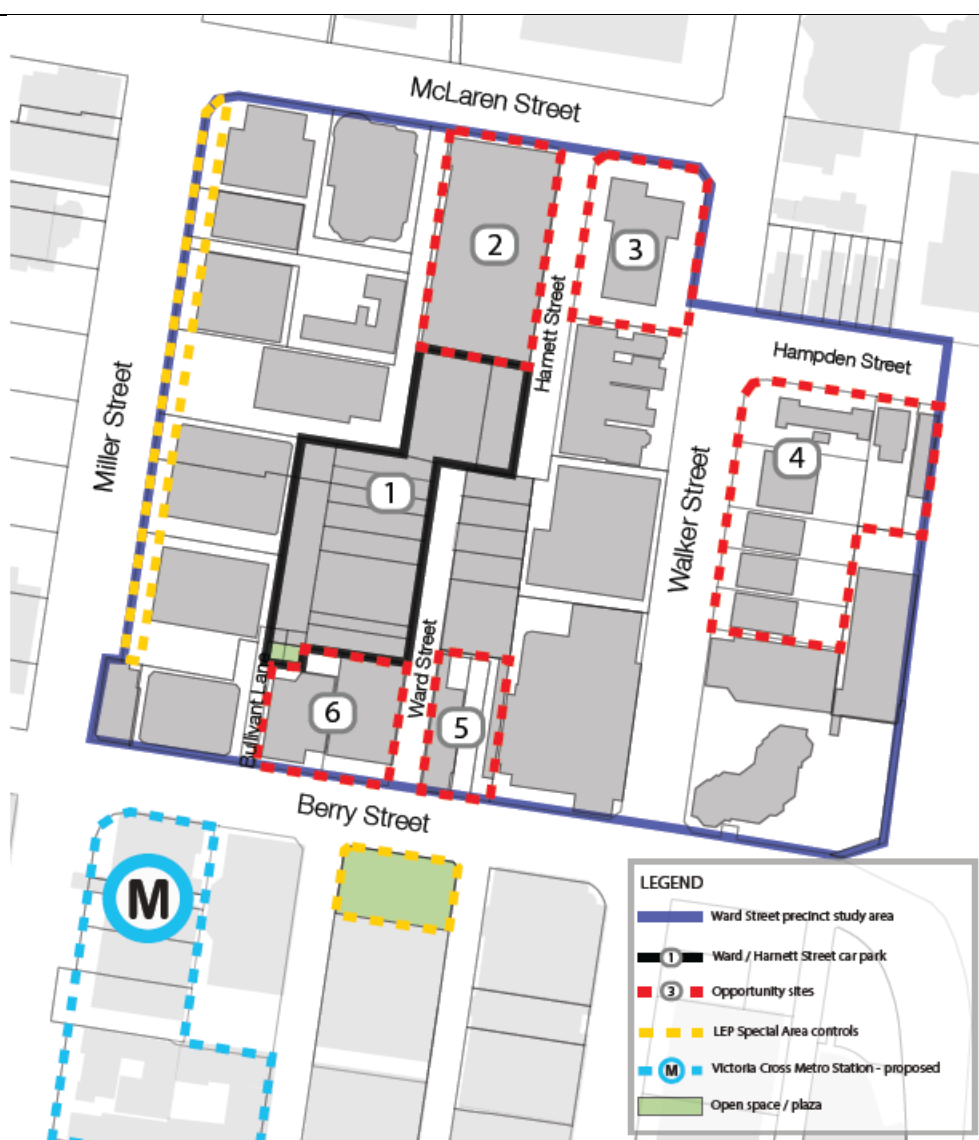 McLaren Street
2
3
Harnett Street
Hampden Street
Miller Street
4
1
Walker Street
Ward Street
Bullivant Lane
6
5
Berry Street
M
LEGEND
Ward Street precinct study area
1 Ward / Harnett Street car park
3 Opportunity sites
LEP Special Area controls
M Victoria Cross Metro Station - proposed
Open space / plaza